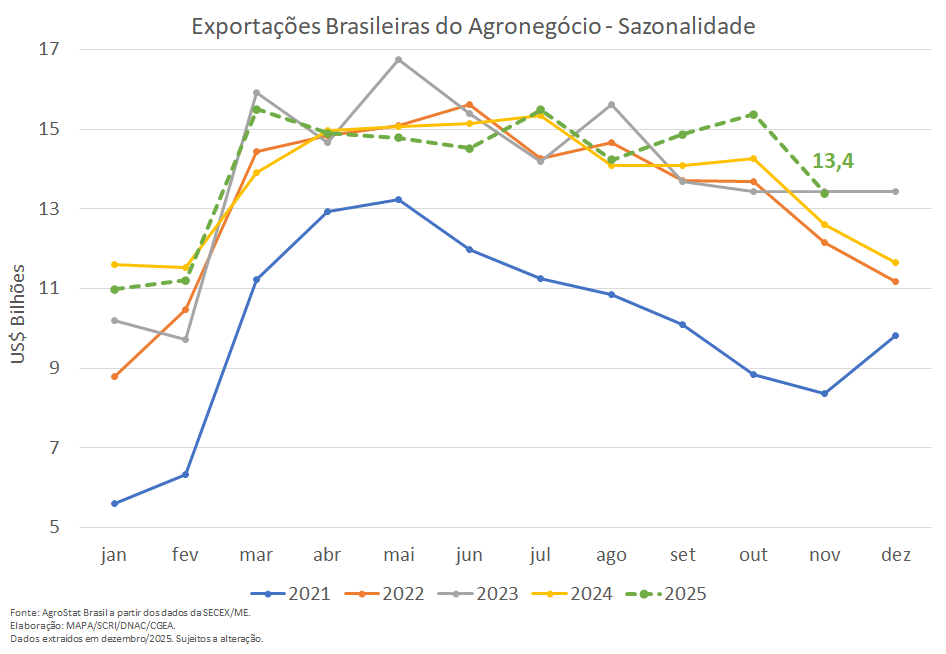 Exportações Brasileiras do Agronegócio - Sazonalidade
US$ Bilhões
17
15
13
11
9
7
5
13,4
jan fev mar abr mai jun jul ago set out nov dez
2021 2022 2023 2024 2025
Fonte: AgroStat Brasil a partir dos dados da SECEX/ME.
Elaboração: MAPA/SCRI/DNAC/CGEA.
Dados extraídos em dezembro/2025. Sujeitos a alteração.